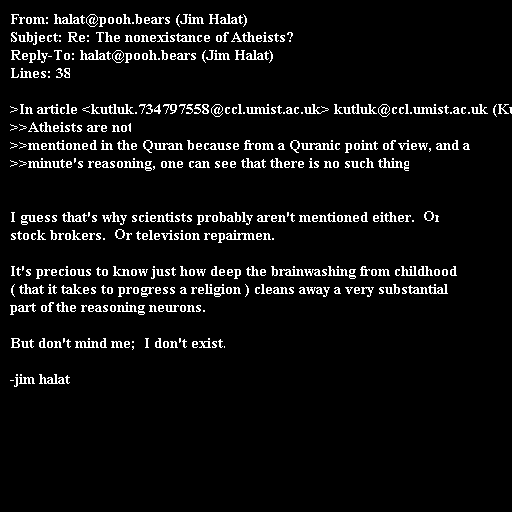 From: halat@pooh.bears (Jim Halat)
Subject: Re: The nonexistance of Atheists?
Reply-To: halat@pooh.bears (Jim Halat)
Lines: 38

>In article <kutluk.734797558@ccl.umist.ac.uk> kutluk@ccl.umist.ac.uk (Ku
>>Atheists are not
>>mentioned in the Quran because from a Quranic point of view, and a
>>minute's reasoning, one can see that there is no such thing

I guess that's why scientists probably aren't mentioned either.  Or
stock brokers.  Or television repairmen.

It's precious to know just how deep the brainwashing from childhood
( that it takes to progress a religion ) cleans away a very substantial
part of the reasoning neurons.

But don't mind me;  I don't exist.

-jim halat